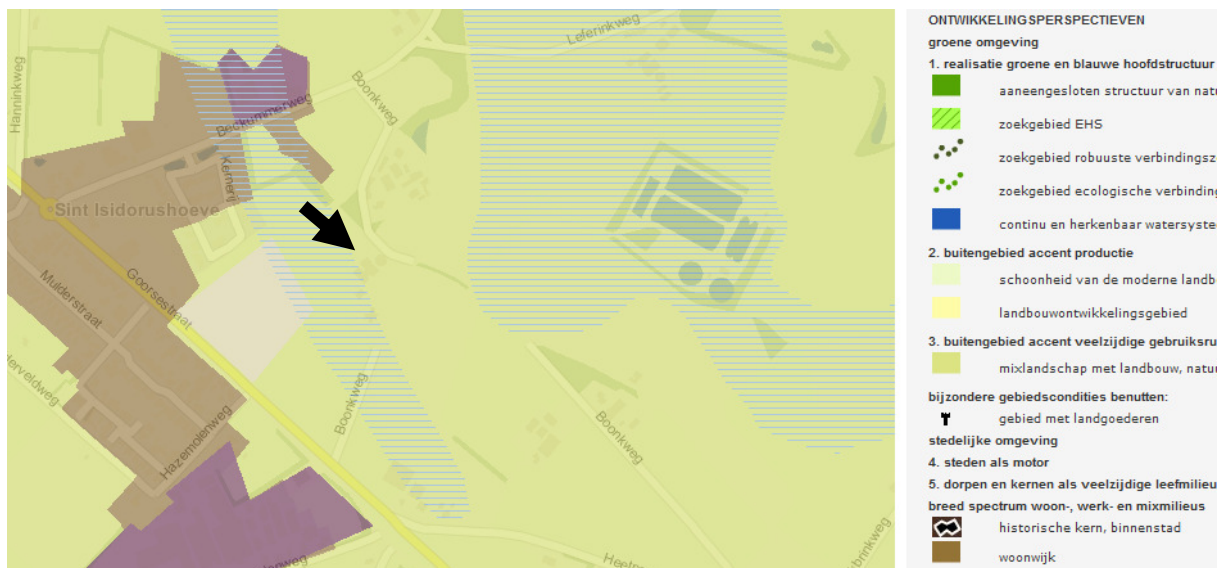 Leferinkweg
Hanninkweg
Boonkweg
Beckummerweg
Kernerij
Sint Isidorushoeve
Goorsestraat
Mulderstraat
Boonkweg
Boonkweg
Hazemolenweg
ONTWIKKELINGSPERSPECTIEVEN
groene omgeving
1. realisatie groene en blauwe hoofdstructuur
aaneengesloten structuur van natu
zoekgebied EHS
zoekgebied robuuste verbindingsz
zoekgebied ecologische verbinding
continu en herkenbaar watersyste
2. buitengebied accent productie
schoonheid van de moderne landb
landbouwontwikkelingsgebied
3. buitengebied accent veelzijdige gebruiksru
mixlandschap met landbouw, natuu
bijzondere gebiedscondities benutten:
gebied met landgoederen
stedelijke omgeving
4. steden als motor
5. dorpen en kernen als veelzijdige leefmilieu
breed spectrum woon-, werk- en mixmilieus
historische kern, binnenstad
woonwijk